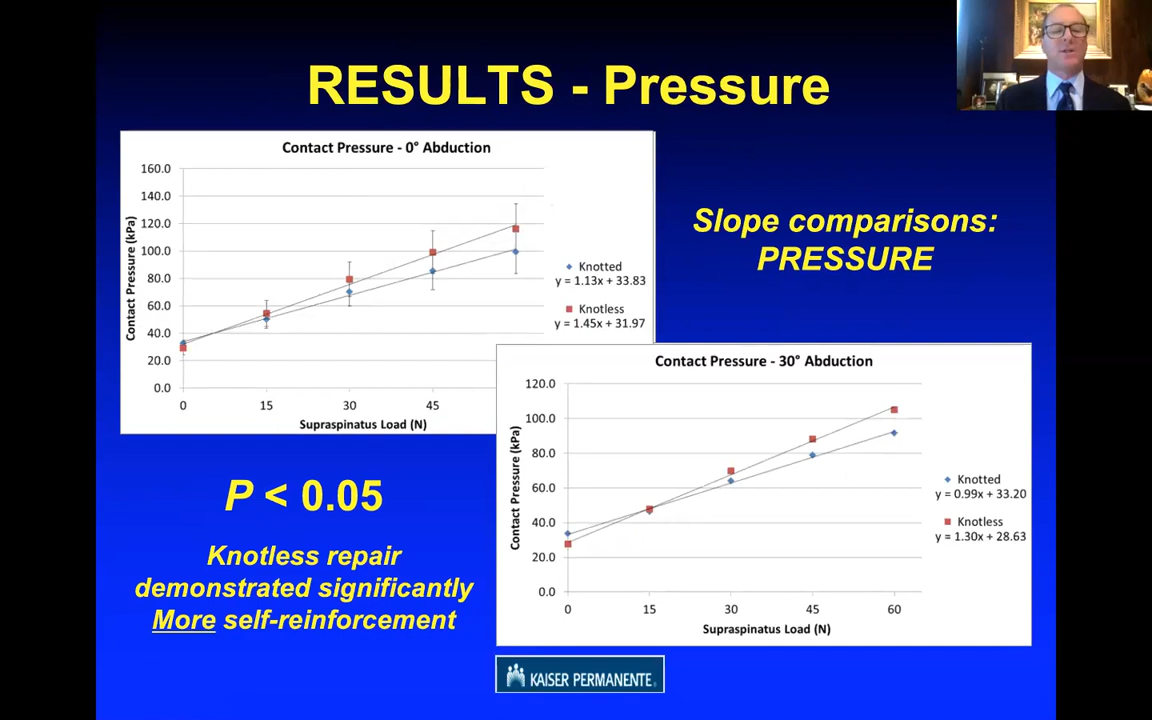 RESULTS - Pressure
Contact Pressure - 0° Abduction
160.0
140.0
120.0
100.0
80.0
60.0
40.0
20.0
0.0
Contact Pressure (kPa)
0 15 30 45
Supraspinatus Load (N)
Knotted
y = 1.13x + 33.83
Knotless
y = 1.45x + 31.97
Slope comparisons:
PRESSURE
Contact Pressure - 30° Abduction
120.0
100.0
80.0
60.0
40.0
20.0
0.0
Contact Pressure (kPa)
0 15 30 45 60
Supraspinatus Load (N)
Knotted
y = 0.99x + 33.20
Knotless
y = 1.30x + 28.63
P < 0.05
Knotless repair
demonstrated significantly
More self-reinforcement
KAISER PERMANENTE.